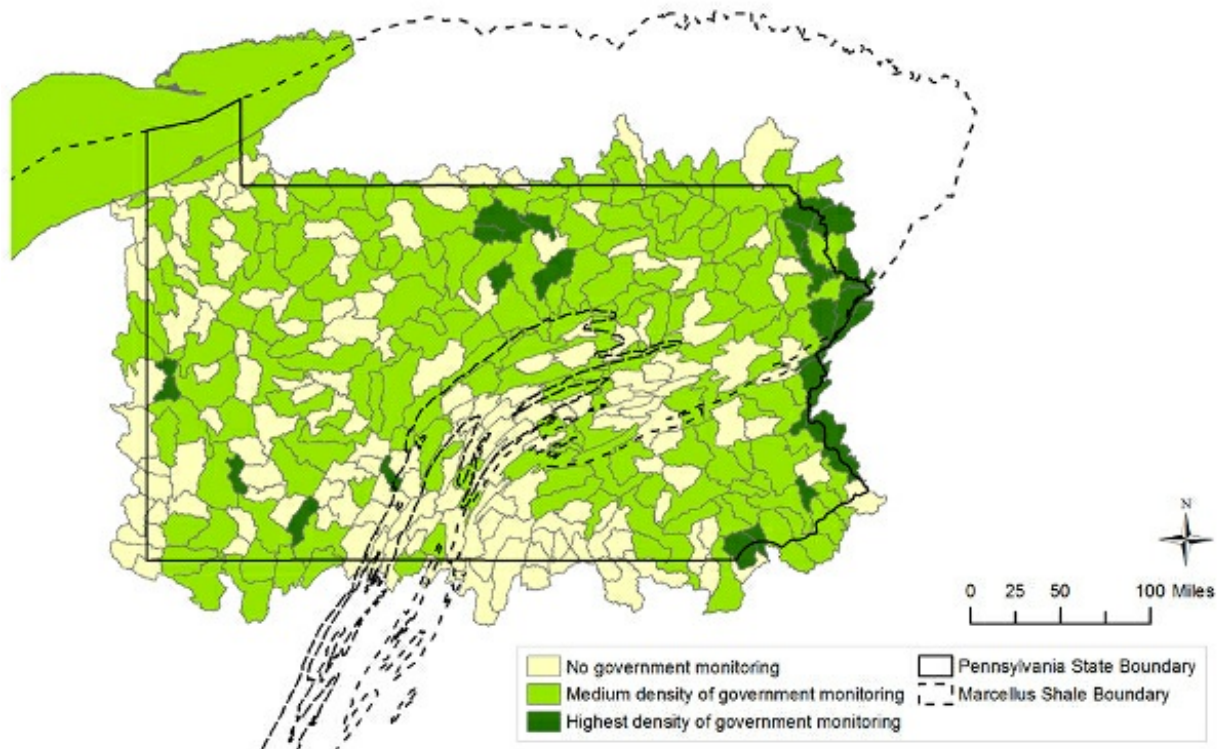 N
0 25 50 100 Miles
No government monitoring
Medium density of government monitoring
Highest density of government monitoring
Pennsylvania State Boundary
Marcellus Shale Boundary